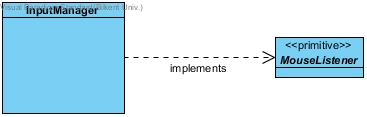 InputManager
<<primitive>>
MouseListener
implements